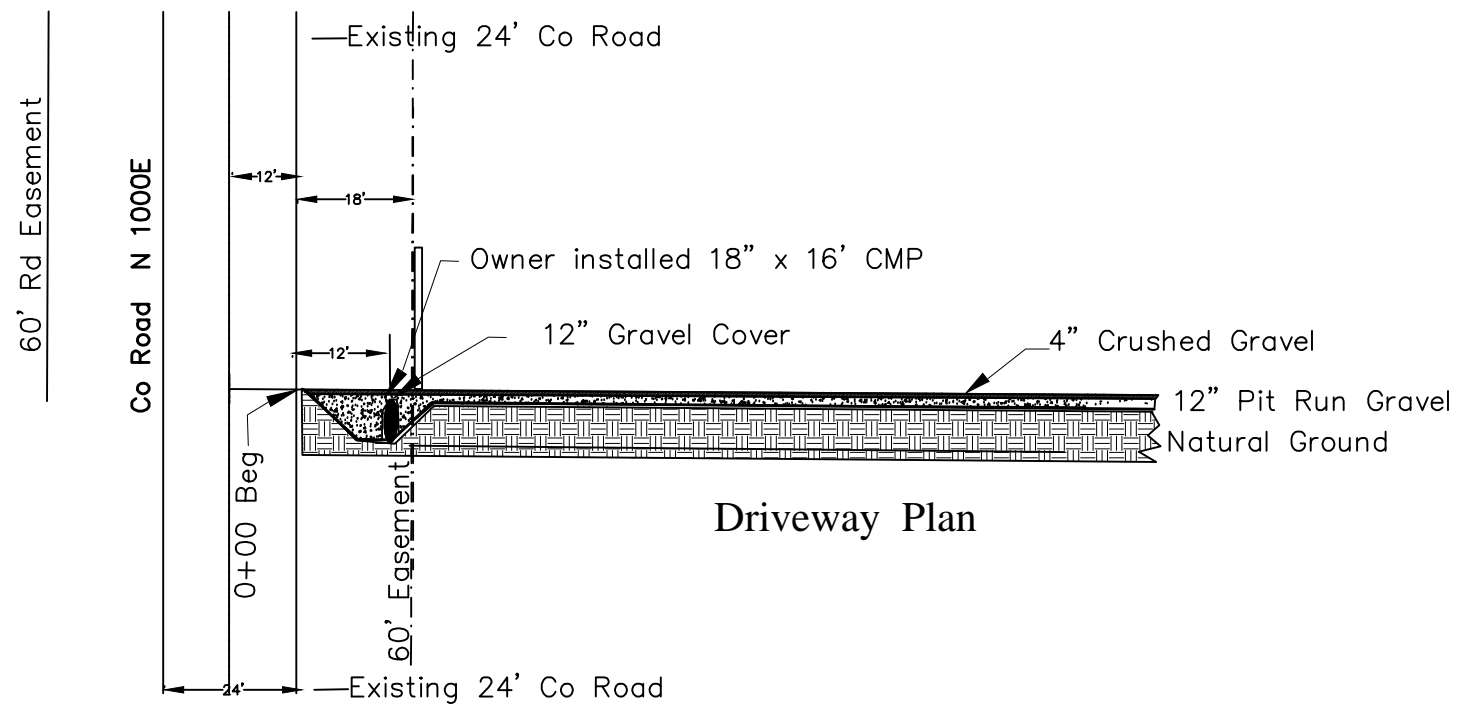 Existing 24' Co Road
60' Rd Easement
Co Road N 1000E
12'
18'
Owner installed 18" x 16' CMP
12" Gravel Cover
12'
4" Crushed Gravel
12" Pit Run Gravel
Natural Ground
0+00 Beg
60' Easement
Driveway Plan
24'
Existing 24' Co Road